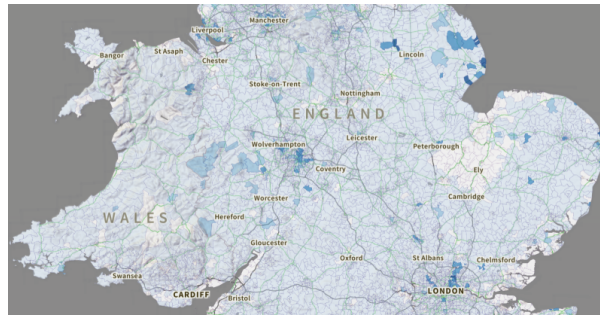 Manchester
Liverpool
Bangor
St Asaph
Lincoln
Chester
Stoke-on-Trent
Nottingham
ENGLAND
Leicester
Wolverhampton
Peterborough
Coventry
Ely
Worcester
Cambridge
WALES
Hereford
Gloucester
Oxford
St Albans
Chelmsford
Swansea
CARDIFF
Bristol
LONDON